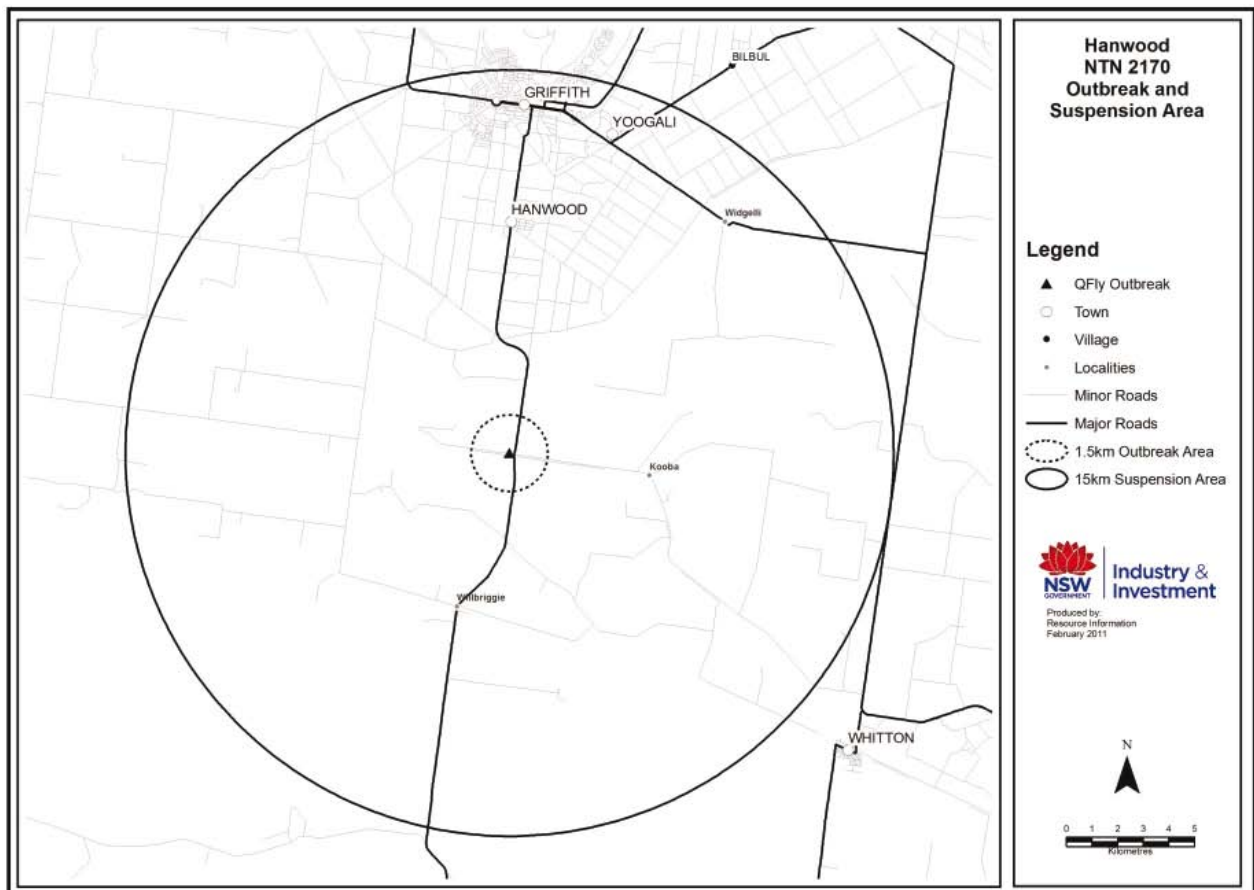 BILBUL
GRIFFITH
YOOGALI
HANWOOD
Widgelli
Kooba
Willbriggie
WHITTON
Hanwood
NTN 2170
Outbreak and
Suspension Area
Legend
QFly Outbreak
Town
Village
Localities
Minor Roads
Major Roads
1.5km Outbreak Area
15km Suspension Area
NSW
GOVERNMENT
Industry &
Investment
Produced by:
Resource Information
February 2011
N
0 1 2 3 4 5
Kilometres